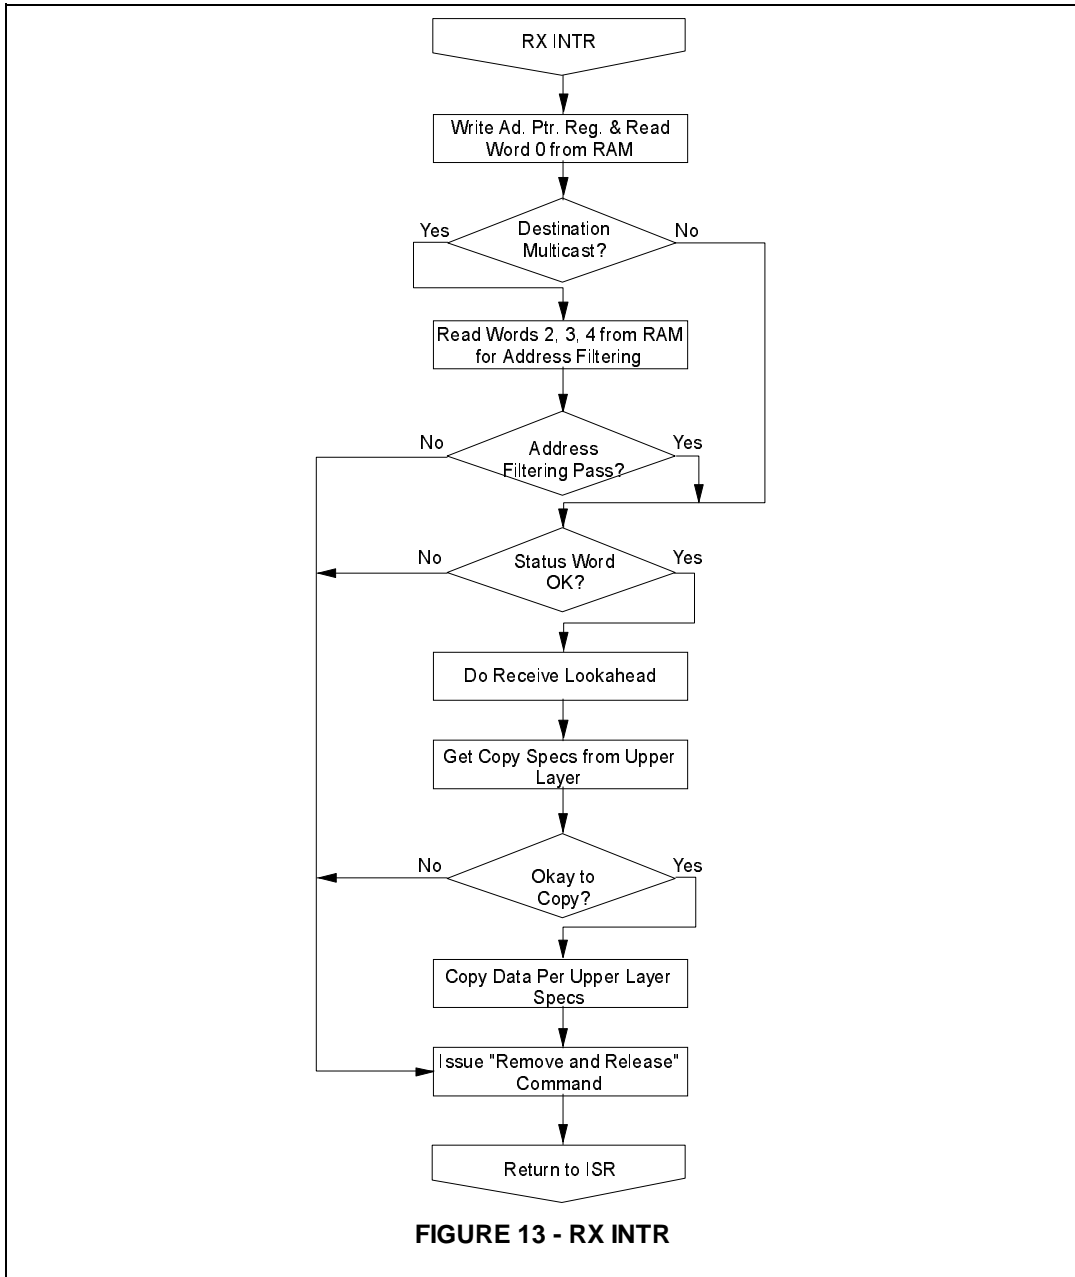 RX INTR
Write Ad. Ptr. Reg. & Read
Word 0 from RAM
Yes
Destination
Multicast?
No
Read Words 2, 3, 4 from RAM
for Address Filtering
No
Address
Filtering Pass?
Yes
No
Status Word
OK?
Yes
Do Receive Lookahead
Get Copy Specs from Upper
Layer
No
Okay to
Copy?
Yes
Copy Data Per Upper Layer
Specs
Issue "Remove and Release"
Command
Return to ISR
FIGURE 13 - RX INTR